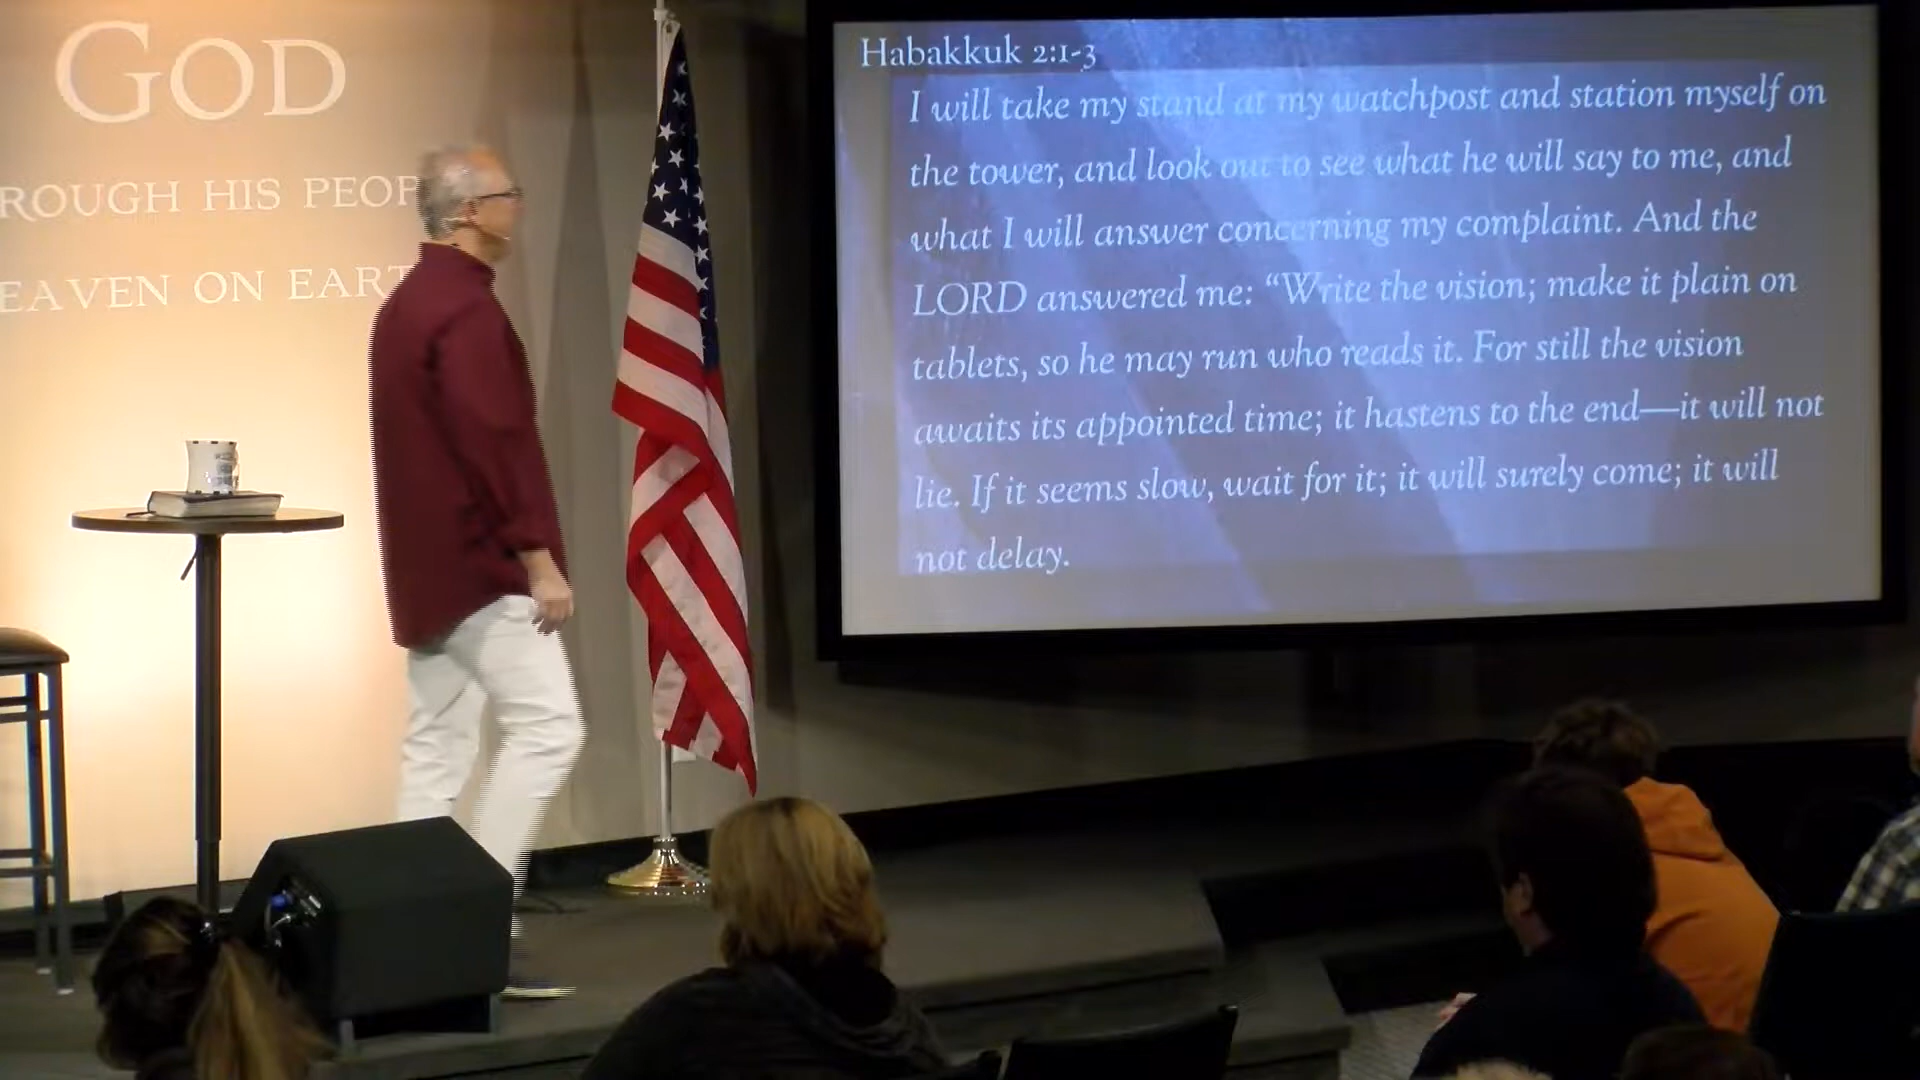 GOD
ROUGH HIS PEOP
EAVEN ON EART
Habakkuk 2:1-3
I will take my stand at my watchpost and station myself on
the tower, and look out to see what he will say to me, and
what I will answer concerning my complaint. And the
LORD answered me: “Write the vision; make it plain on
tablets, so he may run who reads it. For still the vision
awaits its appointed time; it hastens to the end—it will not
lie. If it seems slow, wait for it; it will surely come; it will
not delay.